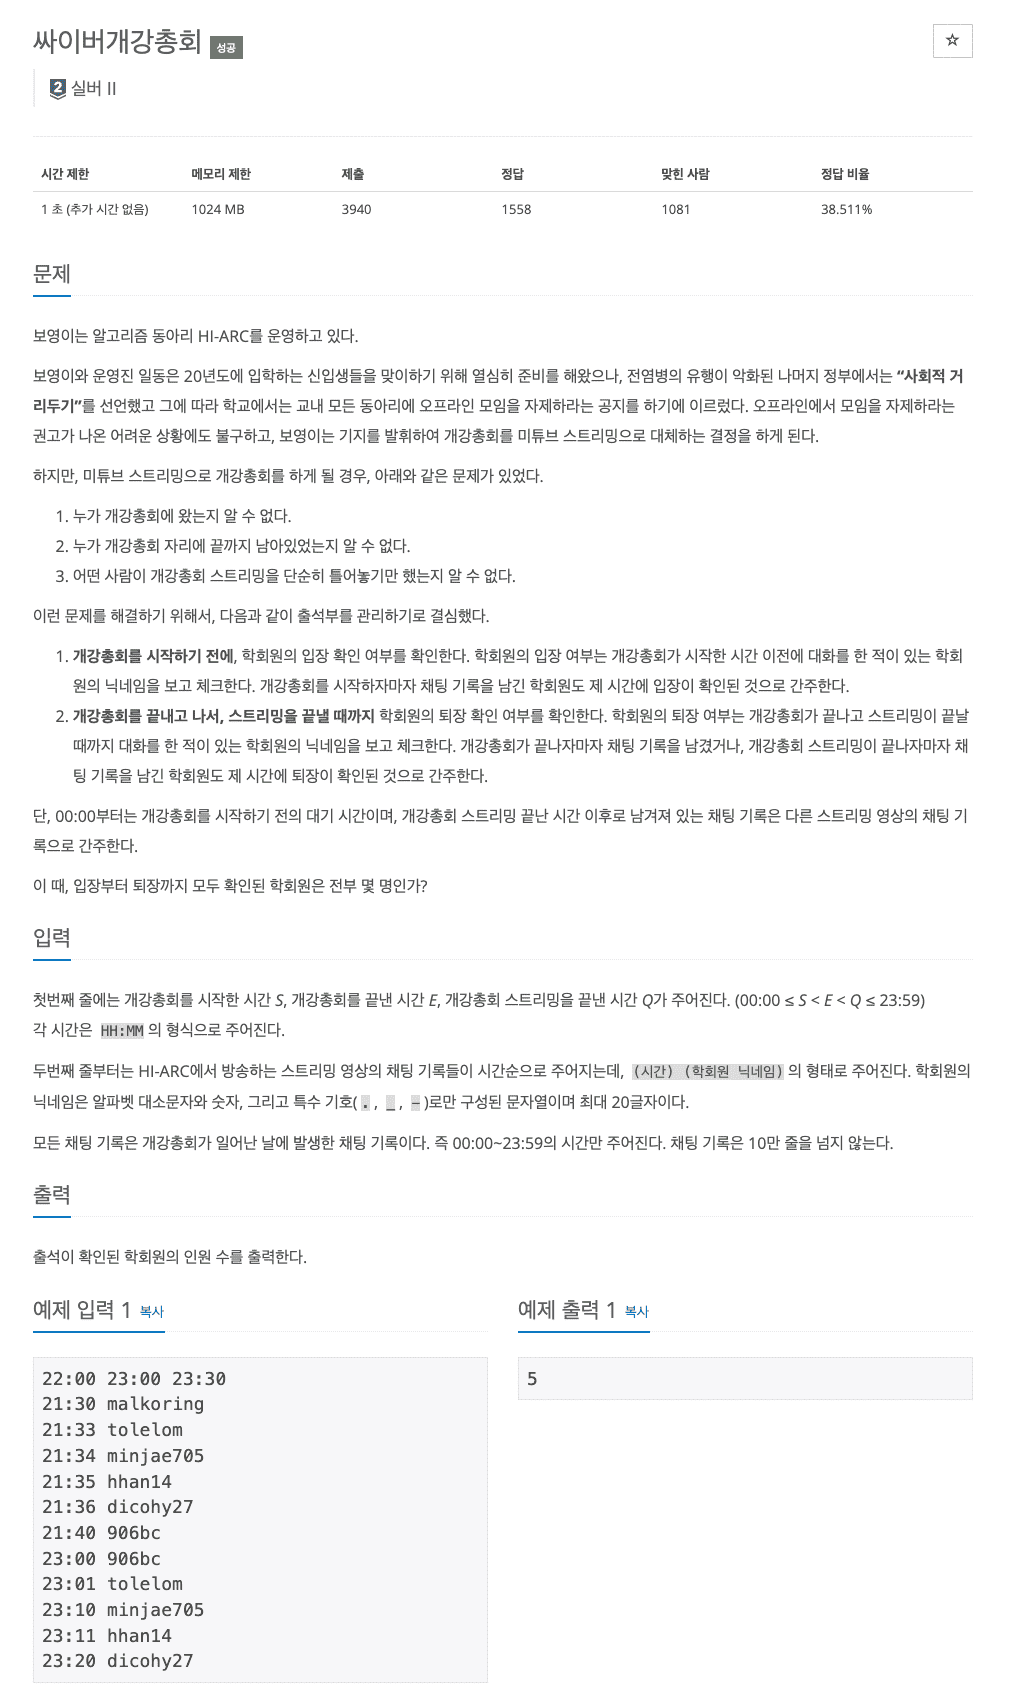 싸이버개강총회 성공
☆
2 실버 II
시간 제한 메모리 제한 제출 정답 맞힌 사람 정답 비율
1 초 (추가 시간 없음) 1024 MB 3940 1558 1081 38.511%
문제
보영이는 알고리즘 동아리 HI-ARC를 운영하고 있다.
보영이와 운영진 일동은 20년도에 입학하는 신입생들을 맞이하기 위해 열심히 준비를 해왔으나, 전염병의 유행이 악화된 나머지 정부에서는 “사회적 거
리두기”를 선언했고 그에 따라 학교에서는 교내 모든 동아리에 오프라인 모임을 자제하라는 공지를 하기에 이르렀다. 오프라인에서 모임을 자제하라는
권고가 나온 어려운 상황에도 불구하고, 보영이는 기지를 발휘하여 개강총회를 미튜브 스트리밍으로 대체하는 결정을 하게 된다.
하지만, 미튜브 스트리밍으로 개강총회를 하게 될 경우, 아래와 같은 문제가 있었다.
1. 누가 개강총회에 왔는지 알 수 없다.
2. 누가 개강총회 자리에 끝까지 남아있었는지 알 수 없다.
3. 어떤 사람이 개강총회 스트리밍을 단순히 틀어놓기만 했는지 알 수 없다.
이런 문제를 해결하기 위해서, 다음과 같이 출석부를 관리하기로 결심했다.
1. 개강총회를 시작하기 전에, 학회원의 입장 확인 여부를 확인한다. 학회원의 입장 여부는 개강총회가 시작한 시간 이전에 대화를 한 적이 있는 학회
원의 닉네임을 보고 체크한다. 개강총회를 시작하자마자 채팅 기록을 남긴 학회원도 제 시간에 입장이 확인된 것으로 간주한다.
2. 개강총회를 끝내고 나서, 스트리밍을 끝낼 때까지 학회원의 퇴장 확인 여부를 확인한다. 학회원의 퇴장 여부는 개강총회가 끝나고 스트리밍이 끝날
때까지 대화를 한 적이 있는 학회원의 닉네임을 보고 체크한다. 개강총회가 끝나자마자 채팅 기록을 남겼거나, 개강총회 스트리밍이 끝나자마자 채
팅 기록을 남긴 학회원도 제 시간에 퇴장이 확인된 것으로 간주한다.
단, 00:00부터는 개강총회를 시작하기 전의 대기 시간이며, 개강총회 스트리밍 끝난 시간 이후로 남겨져 있는 채팅 기록은 다른 스트리밍 영상의 채팅 기
록으로 간주한다.
이 때, 입장부터 퇴장까지 모두 확인된 학회원은 전부 몇 명인가?
입력
첫번째 줄에는 개강총회를 시작한 시간 S, 개강총회를 끝낸 시간 E, 개강총회 스트리밍을 끝낸 시간 Q가 주어진다. (00:00 ≤ S < E < Q ≤ 23:59)
각 시간은 HH:MM 의 형식으로 주어진다.
두번째 줄부터는 HI-ARC에서 방송하는 스트리밍 영상의 채팅 기록들이 시간순으로 주어지는데, (시간) (학회원 닉네임) 의 형태로 주어진다. 학회원의
닉네임은 알파벳 대소문자와 숫자, 그리고 특수 기호( . , _ , - )로만 구성된 문자열이며 최대 20글자이다.
모든 채팅 기록은 개강총회가 일어난 날에 발생한 채팅 기록이다. 즉 00:00~23:59의 시간만 주어진다. 채팅 기록은 10만 줄을 넘지 않는다.
출력
출석이 확인된 학회원의 인원 수를 출력한다.
예제 입력 1 복사
22:00 23:00 23:30
21:30 malkoring
21:33 tolelom
21:34 minjae705
21:35 hhan14
21:36 dicohy27
21:40 906bc
23:00 906bc
23:01 tolelom
23:10 minjae705
23:11 hhan14
23:20 dicohy27
예제 출력 1 복사
5